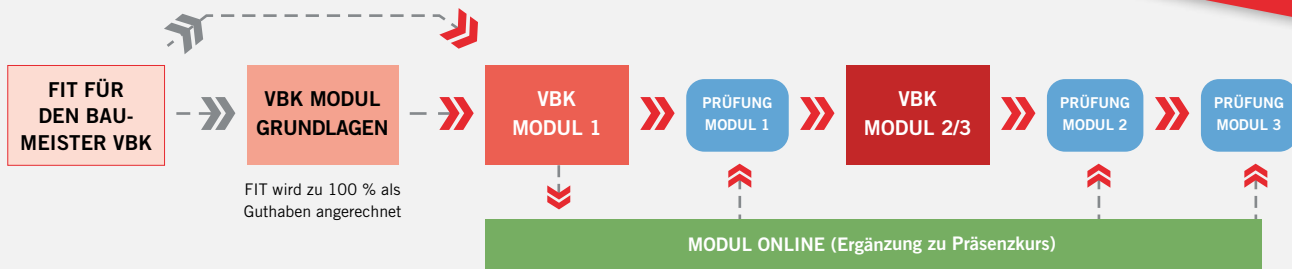 FIT FÜR
DEN BAU-
MEISTER VBK
VBK MODUL
GRUNDLAGEN
FIT wird zu 100 % als
Guthaben angerechnet
VBK
MODUL 1
PRÜFUNG
MODUL 1
VBK
MODUL 2/3
PRÜFUNG
MODUL 2
PRÜFUNG
MODUL 3
MODUL ONLINE (Ergänzung zu Präsenzkurs)